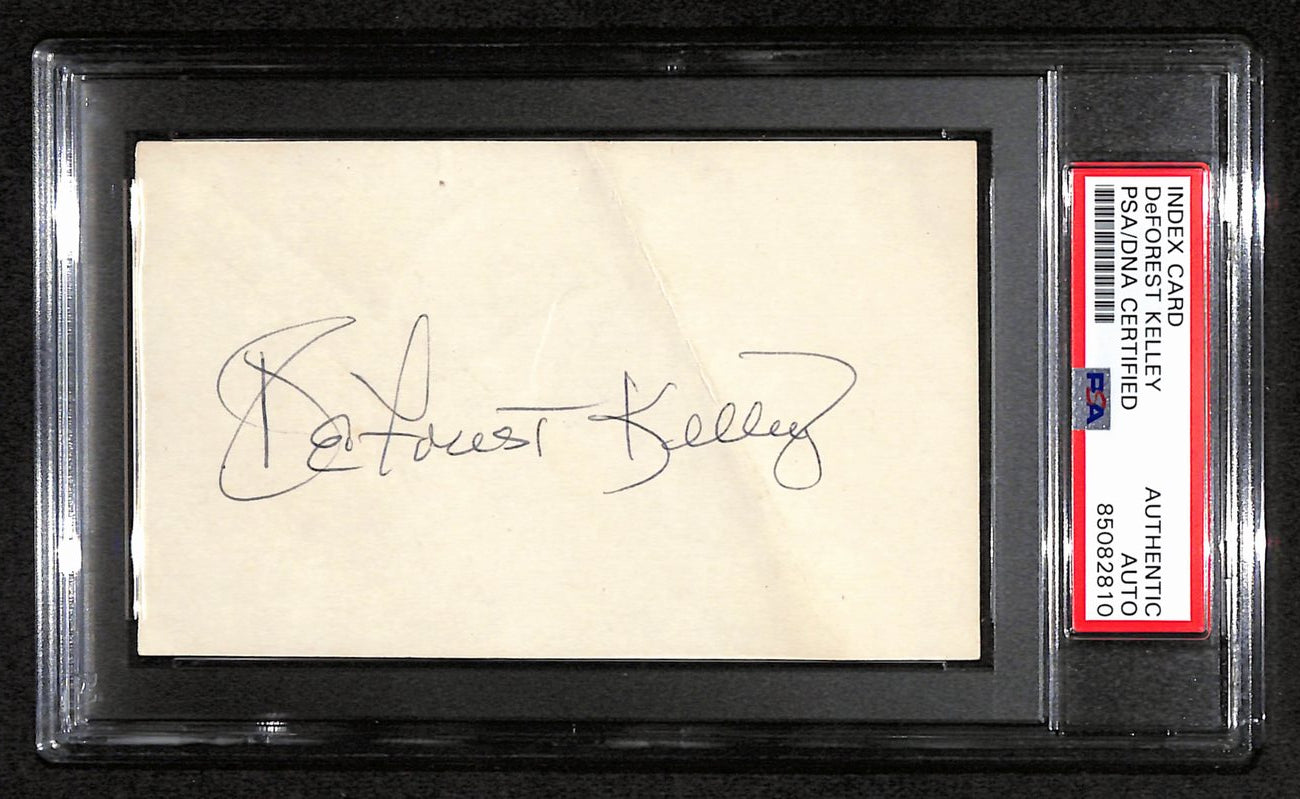 DeForest Kelley
INDEX CARD
DeFOREST KELLEY
PSA/DNA CERTIFIED
PSA
AUTHENTIC
AUTO
85082810